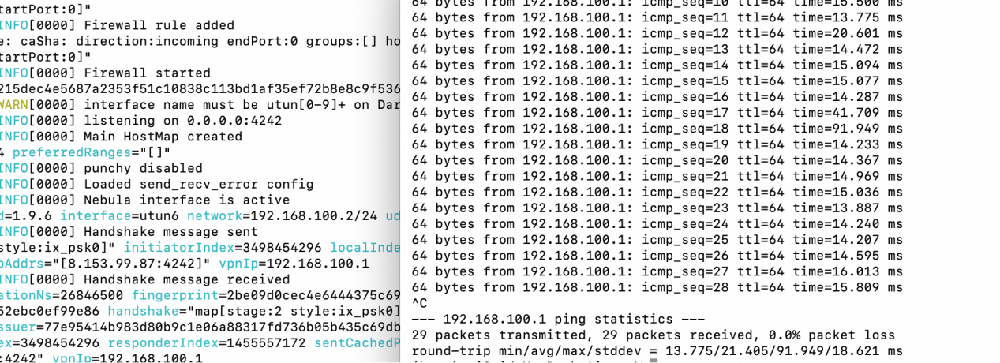 tartPort:0]"
INFO[0000] Firewall rule added
e: caSha: direction:incoming endPort:0 groups:[] ho
tartPort:0]"
INFO[0000] Firewall started
215dec4e5687a2353f51c10838c113bd1af35ef72b8e8c9f536
WARN[0000] interface name must be utun[0-9]+ on Dar
INFO[0000] listening on 0.0.0.0:4242
INFO[0000] Main HostMap created
4 preferredRanges="[]"
INFO[0000] punchy disabled
INFO[0000] Loaded send_recv_error config
INFO[0000] Nebula interface is active
d=1.9.6 interface=utun6 network=192.168.100.2/24 ud
INFO[0000] Handshake message sent
style:ix_psk0]" initiatorIndex=3498454296 localInde
pAddrs="[8.153.99.87:4242]" vpnIp=192.168.100.1
INFO[0000] Handshake message received
ationNs=26846500 fingerprint=2be09d0cec4e6444375c69
52ebc0ef99e86 handshake="map[stage:2 style:ix_psk0]
ssuer=77e95414b983d80b9c1e06a88317fd736b05b435c69db
ex=3498454296 responderIndex=1455557172 sentCachedP
:4242" vpnIp=192.168.100.1
64 bytes from 192.168.100.1: icmp_seq=10 ttl=64 time=15.500 ms
64 bytes from 192.168.100.1: icmp_seq=11 ttl=64 time=13.775 ms
64 bytes from 192.168.100.1: icmp_seq=12 ttl=64 time=20.601 ms
64 bytes from 192.168.100.1: icmp_seq=13 ttl=64 time=14.472 ms
64 bytes from 192.168.100.1: icmp_seq=14 ttl=64 time=15.094 ms
64 bytes from 192.168.100.1: icmp_seq=15 ttl=64 time=15.077 ms
64 bytes from 192.168.100.1: icmp_seq=16 ttl=64 time=14.287 ms
64 bytes from 192.168.100.1: icmp_seq=17 ttl=64 time=41.709 ms
64 bytes from 192.168.100.1: icmp_seq=18 ttl=64 time=91.949 ms
64 bytes from 192.168.100.1: icmp_seq=19 ttl=64 time=14.233 ms
64 bytes from 192.168.100.1: icmp_seq=20 ttl=64 time=14.367 ms
64 bytes from 192.168.100.1: icmp_seq=21 ttl=64 time=14.969 ms
64 bytes from 192.168.100.1: icmp_seq=22 ttl=64 time=15.036 ms
64 bytes from 192.168.100.1: icmp_seq=23 ttl=64 time=13.887 ms
64 bytes from 192.168.100.1: icmp_seq=24 ttl=64 time=14.240 ms
64 bytes from 192.168.100.1: icmp_seq=25 ttl=64 time=14.207 ms
64 bytes from 192.168.100.1: icmp_seq=26 ttl=64 time=14.595 ms
64 bytes from 192.168.100.1: icmp_seq=27 ttl=64 time=16.013 ms
64 bytes from 192.168.100.1: icmp_seq=28 ttl=64 time=15.809 ms
^C
--- 192.168.100.1 ping statistics ---
29 packets transmitted, 29 packets received, 0.0% packet loss
round-trip min/avg/max/stddev = 13.775/21.405/91.949/18.621 ms